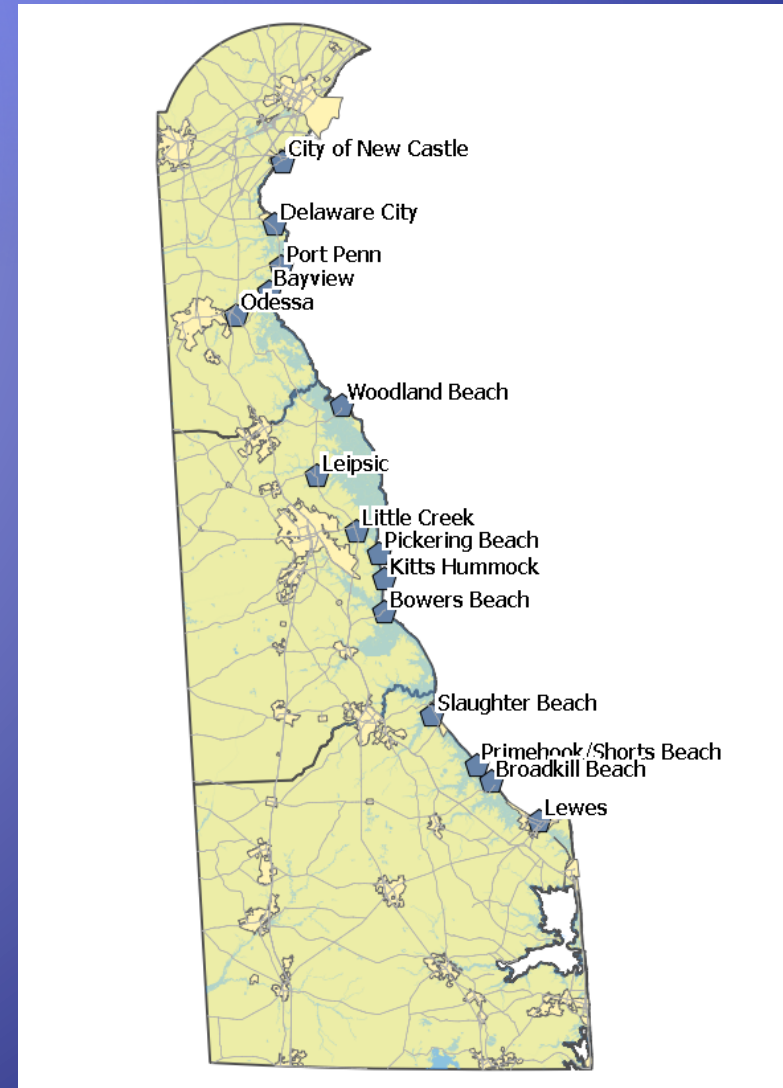 City of New Castle
Delaware City
Port Penn
Bayview
Odessa
Woodland Beach
Leipsic
Little Creek
Pickering Beach
Kitts Hummock
Bowers Beach
Slaughter Beach
Primehook/Shorts Beach
Broadkill Beach
Lewes